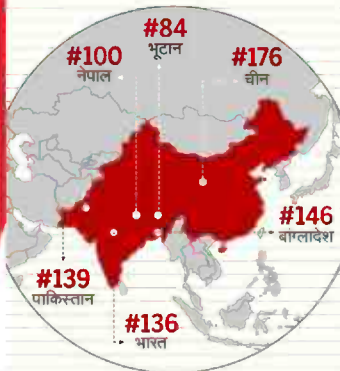 #84
भूटान
#100
नेपाल
#176
चीन
#146
बांग्लादेश
#139
पाकिस्तान
#136
भारत